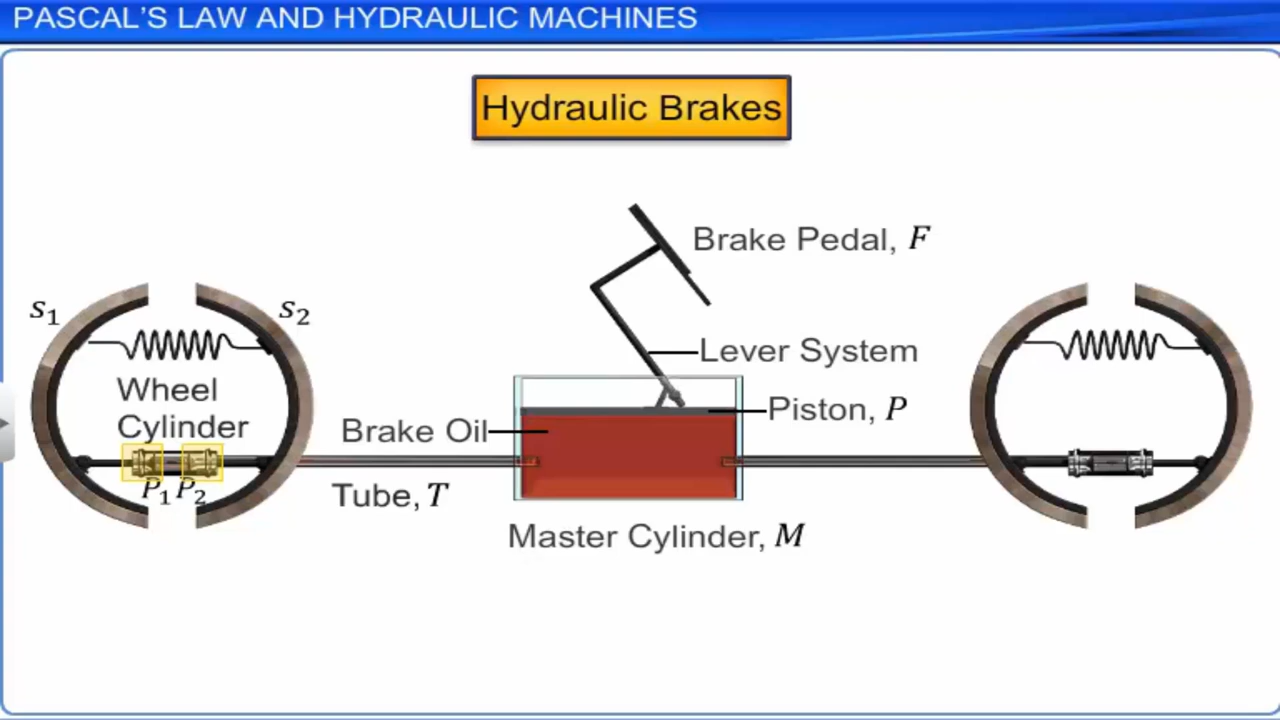 PASCAL'S LAW AND HYDRAULIC MACHINES
Hydraulic Brakes
Brake Pedal, F
s₁
s₂
Lever System
Wheel
Cylinder
Piston, P
Brake Oil
P₁ P₂
Tube, T
Master Cylinder, M